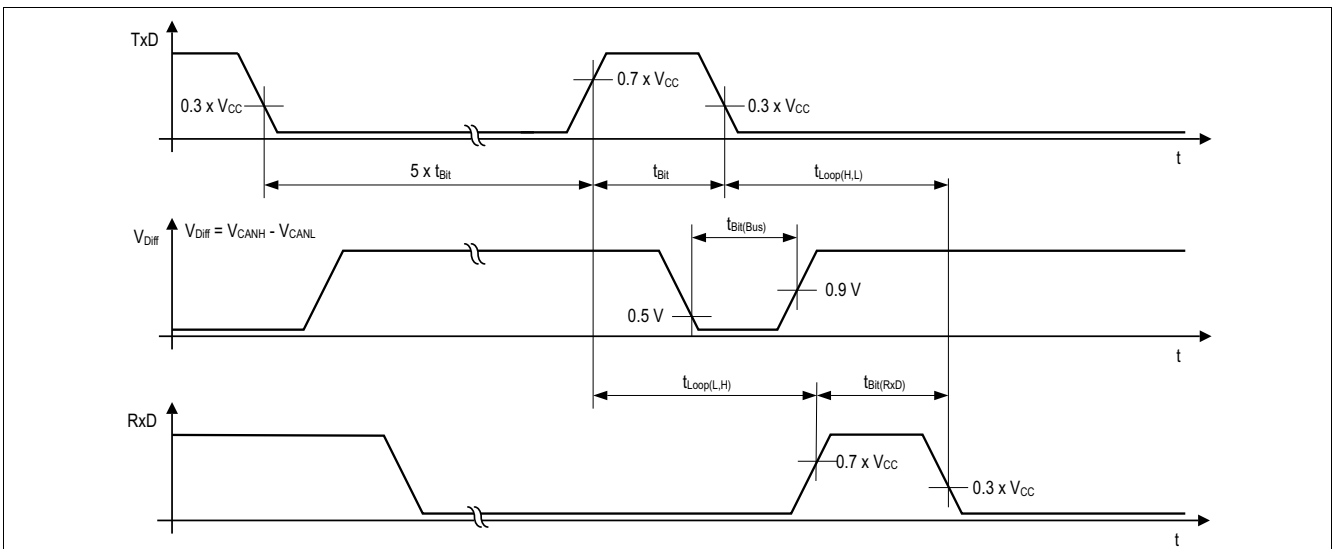 TxD
0.7 x VCC
0.3 x VCC
0.3 x VCC
t
5 x tBit
tBit
tLoop(H,L)
VDiff
VDiff = VCANH - VCANL
tBit(Bus)
0.9 V
0.5 V
t
tLoop(L,H)
tBit(RxD)
RxD
0.7 x VCC
0.3 x VCC
t